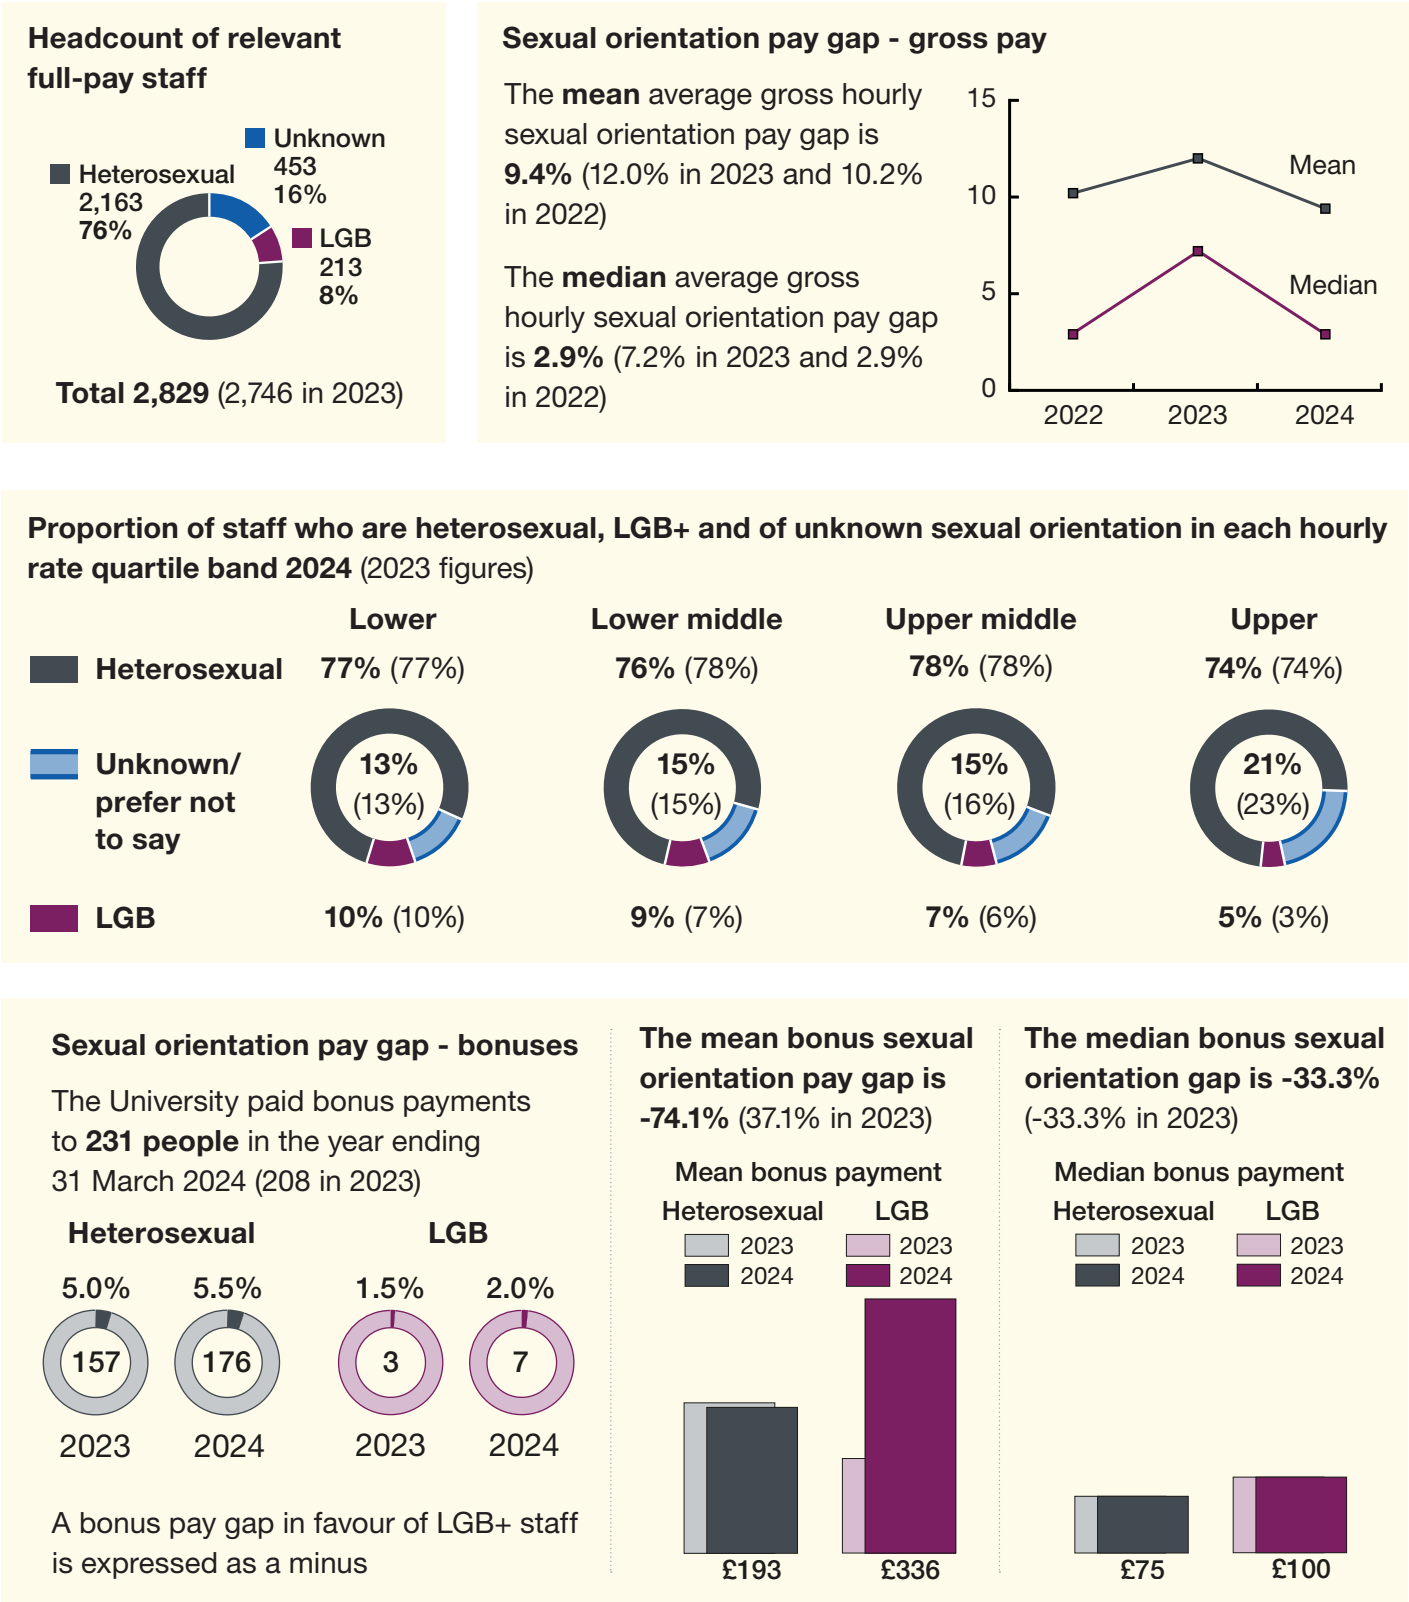 Headcount of relevant
full-pay staff
Unknown
453
16%
Heterosexual
2,163
76%
LGB
213
8%
Total 2,829 (2,746 in 2023)
Sexual orientation pay gap - gross pay
The mean average gross hourly
sexual orientation pay gap is
9.4% (12.0% in 2023 and 10.2%
in 2022)
The median average gross
hourly sexual orientation pay gap
is 2.9% (7.2% in 2023 and 2.9%
in 2022)
15
10
5
0
Mean
Median
2022 2023 2024
Proportion of staff who are heterosexual, LGB+ and of unknown sexual orientation in each hourly
rate quartile band 2024 (2023 figures)
Lower Lower middle Upper middle Upper
Heterosexual 77% (77%) 76% (78%) 78% (78%) 74% (74%)
Unknown/
prefer not
to say
13% 15% 15% 21%
(13%) (15%) (16%) (23%)
LGB 10% (10%) 9% (7%) 7% (6%) 5% (3%)
Sexual orientation pay gap - bonuses
The University paid bonus payments
to 231 people in the year ending
31 March 2024 (208 in 2023)
Heterosexual LGB
5.0% 5.5% 1.5% 2.0%
157 176 3 7
2023 2024 2023 2024
A bonus pay gap in favour of LGB+ staff
is expressed as a minus
The mean bonus sexual
orientation pay gap is
-74.1% (37.1% in 2023)
Mean bonus payment
Heterosexual LGB
2023 2023
2024 2024
£193 £336
The median bonus sexual
orientation gap is -33.3%
(-33.3% in 2023)
Median bonus payment
Heterosexual LGB
2023 2023
2024 2024
£75 £100